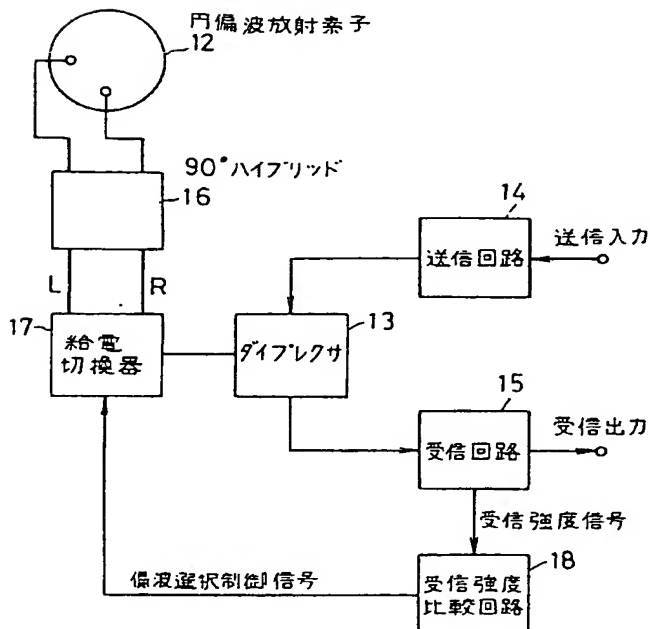 円偏波放射素子
12
90°ハイブリッド
16
14
送信入力
送信回路
L
R
17
給電
切換器
13
ダイプレクサ
15
受信出力
受信回路
受信強度信号
偏波選択制御信号
18
受信強度
比較回路